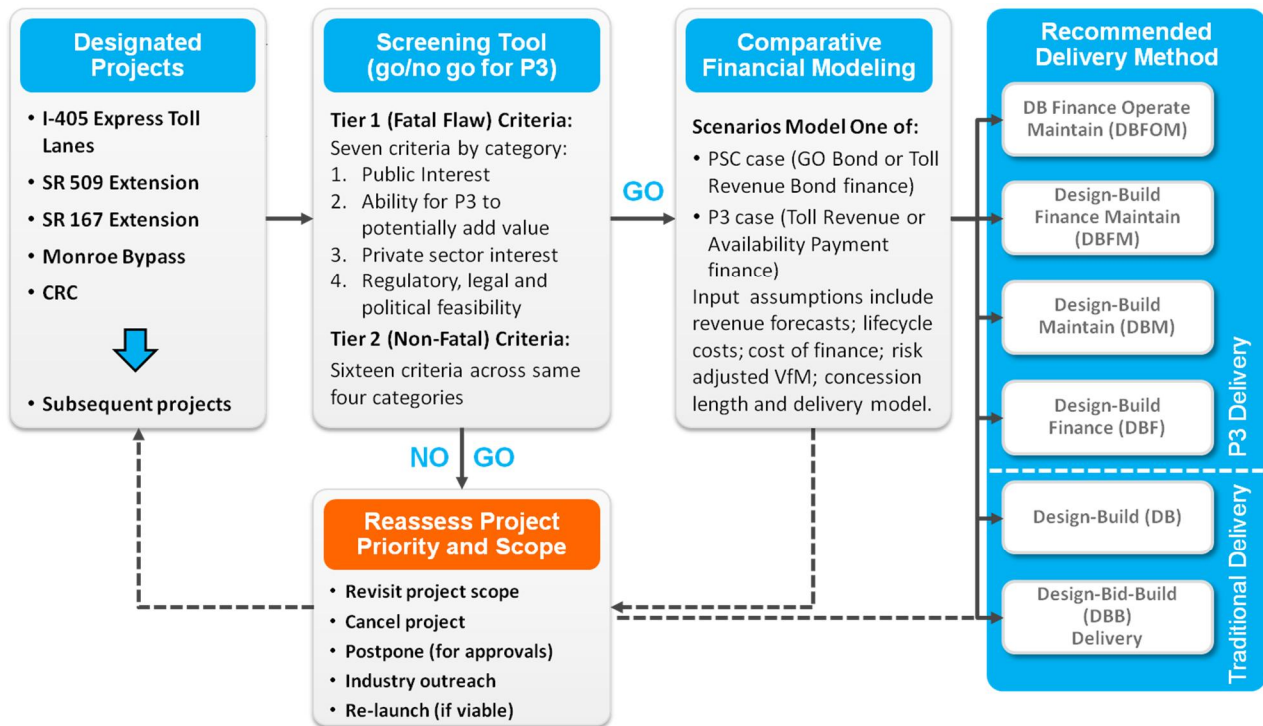 Designated
Projects
• I-405 Express Toll
Lanes
• SR 509 Extension
• SR 167 Extension
• Monroe Bypass
• CRC
• Subsequent projects
Screening Tool
(go/no go for P3)
Tier 1 (Fatal Flaw) Criteria:
Seven criteria by category:
1. Public Interest
2. Ability for P3 to
potentially add value
3. Private sector interest
4. Regulatory, legal and
political feasibility
Tier 2 (Non-Fatal) Criteria:
Sixteen criteria across same
four categories
GO
NO GO
Comparative
Financial Modeling
Scenarios Model One of:
• PSC case (GO Bond or Toll
Revenue Bond finance)
• P3 case (Toll Revenue or
Availability Payment
finance)
Input assumptions include
revenue forecasts; lifecycle
costs; cost of finance; risk
adjusted VfM; concession
length and delivery model.
Reassess Project
Priority and Scope
• Revisit project scope
• Cancel project
• Postpone (for approvals)
• Industry outreach
• Re-launch (if viable)
Recommended
Delivery Method
DB Finance Operate
Maintain (DBFOM)
Design-Build
Finance Maintain
(DBFM)
Design-Build
Maintain (DBM)
Design-Build
Finance (DBF)
P3 Delivery
Design-Build (DB)
Design-Bid-Build
(DBB)
Delivery
Traditional Delivery